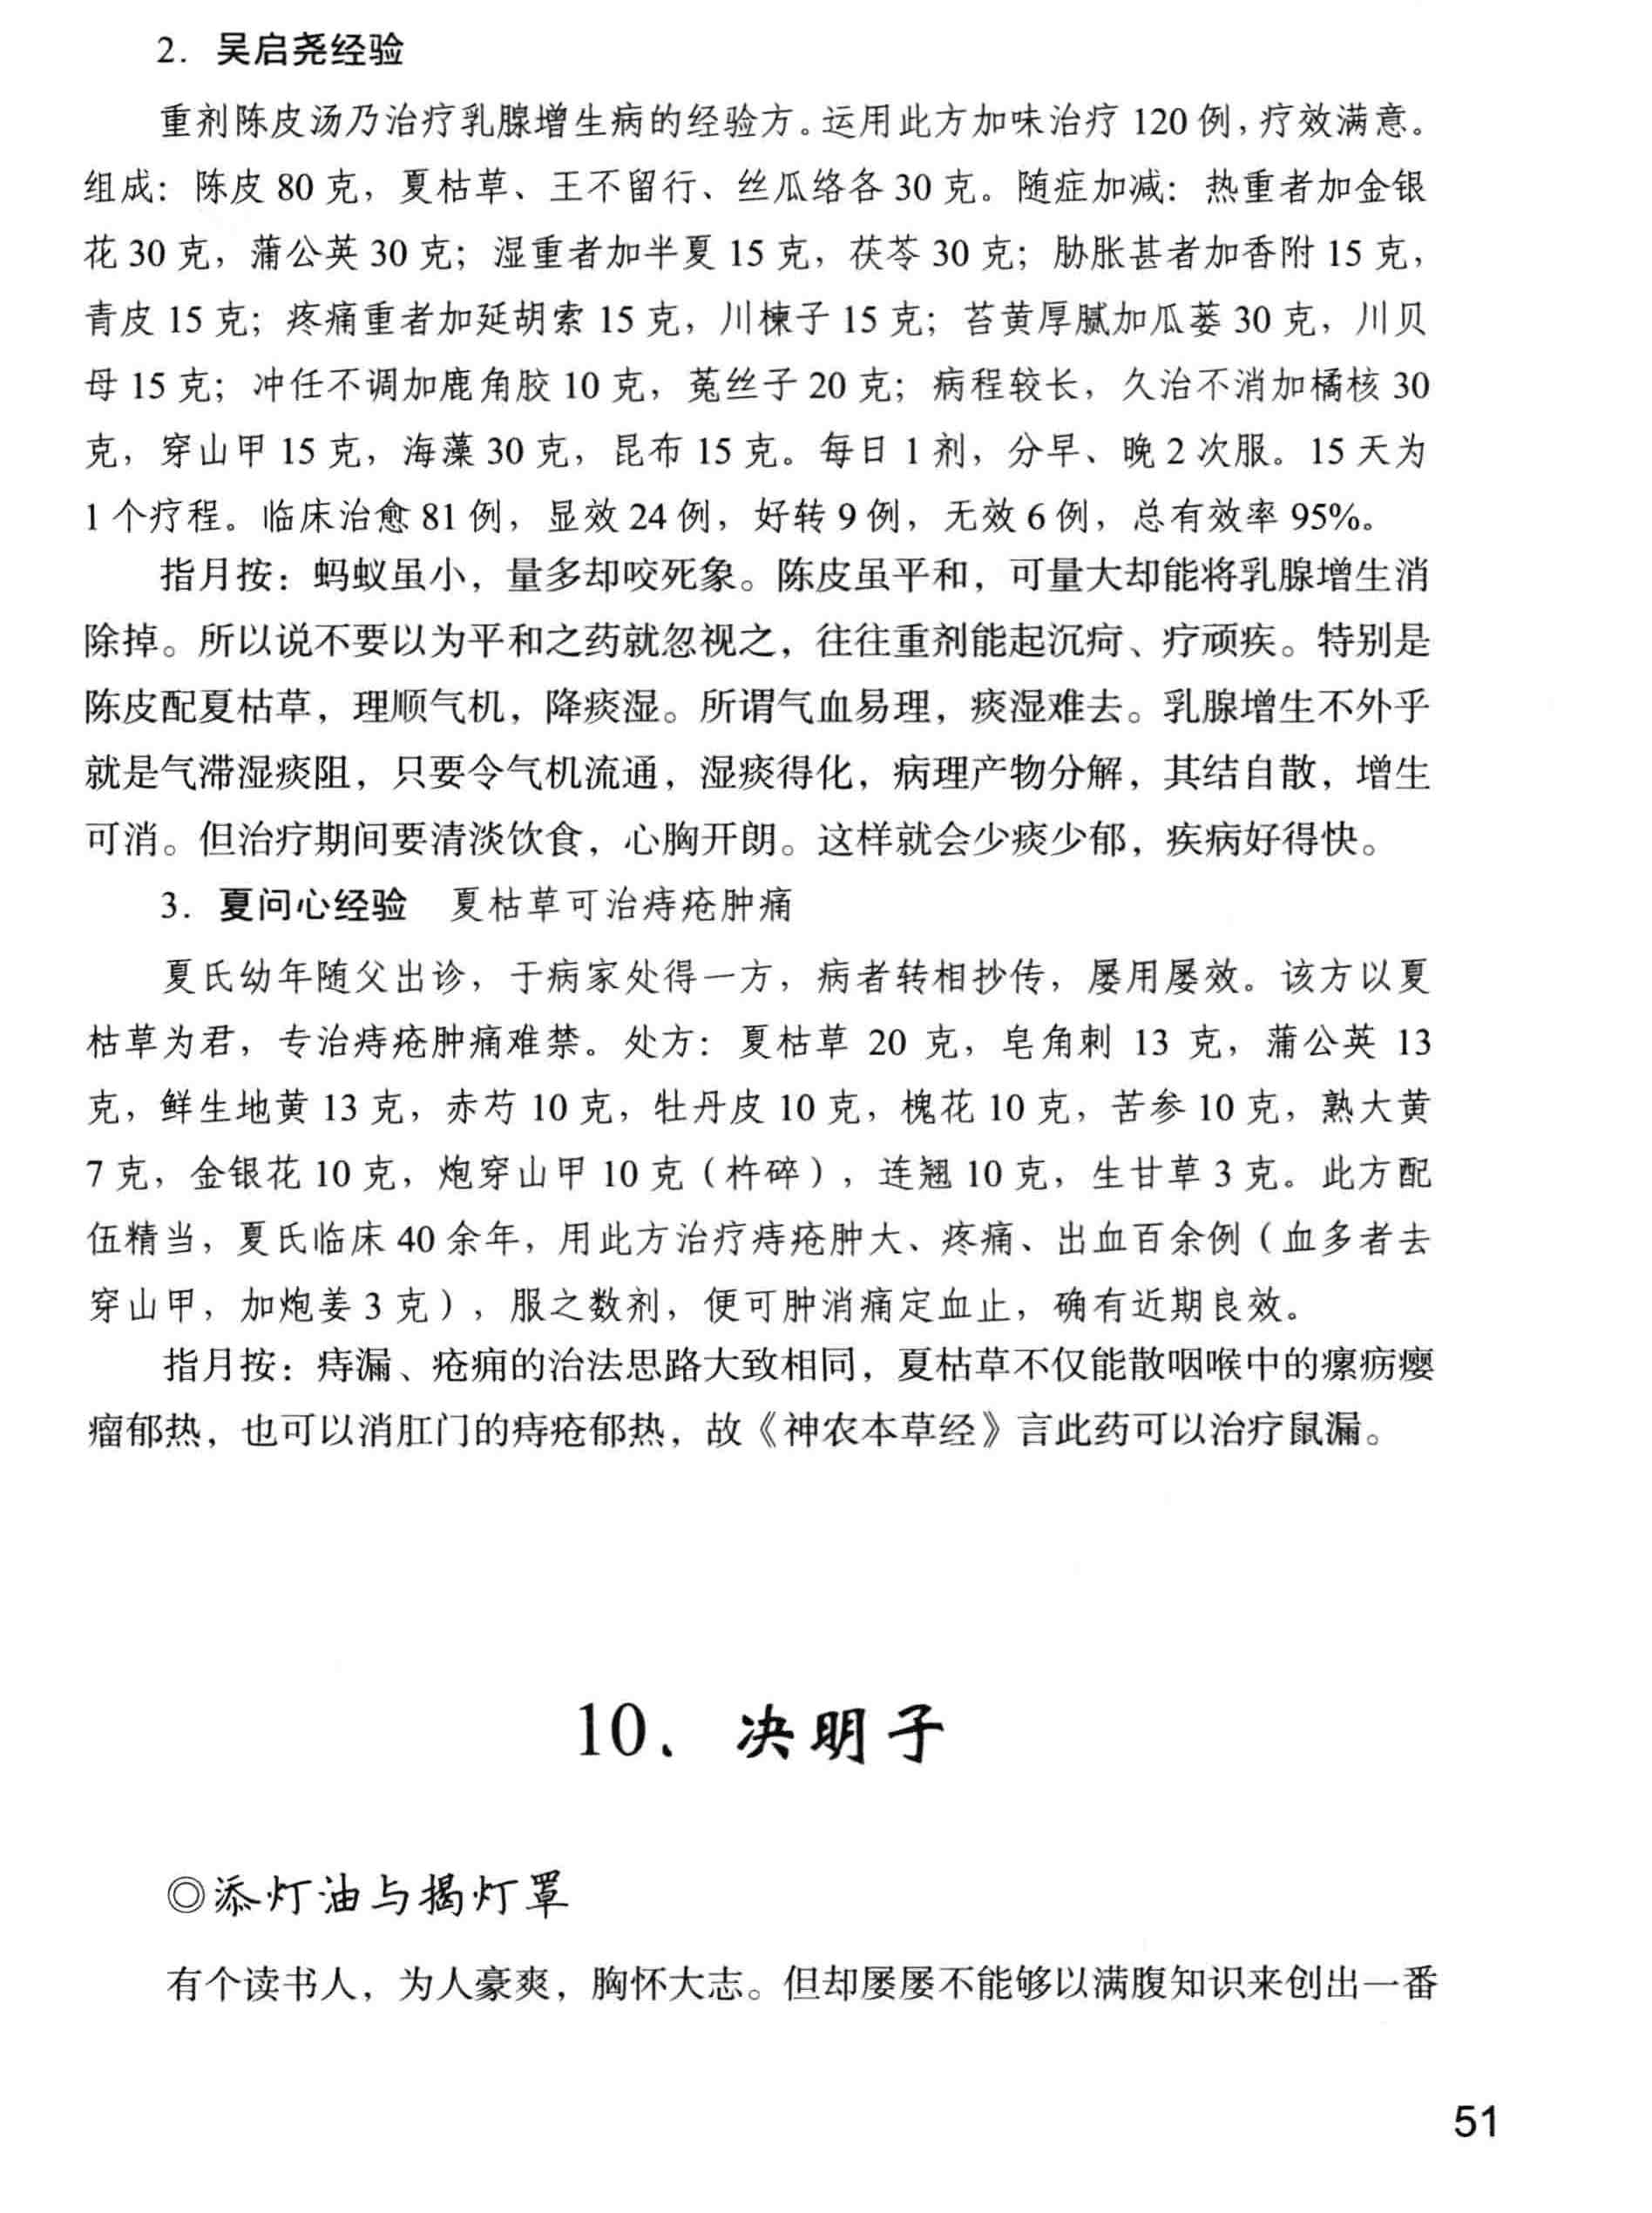 2. 吴启尧经验
重剂陈皮汤乃治疗乳腺增生病的经验方。运用此方加味治疗 120 例，疗效满意。
组成：陈皮 80 克，夏枯草、王不留行、丝瓜络各 30 克。随症加减：热重者加金银
花 30 克，蒲公英 30 克；湿重者加半夏 15 克，茯苓 30 克；胁胀甚者加香附 15 克，
青皮 15 克；疼痛重者加延胡索 15 克，川楝子 15 克；苔黄厚腻加瓜蒌 30 克，川贝
母 15 克；冲任不调加鹿角胶 10 克，菟丝子 20 克；病程较长，久治不消加橘核 30
克，穿山甲 15 克，海藻 30 克，昆布 15 克。每日 1 剂，分早、晚 2 次服。15 天为
1 个疗程。临床治愈 81 例，显效 24 例，好转 9 例，无效 6 例，总有效率 95%。
指月按：蚂蚁虽小，量多却咬死象。陈皮虽平和，可量大却能将乳腺增生消
除掉。所以说不要以为平和之药就忽视之，往往重剂能起沉疴、疗顽疾。特别是
陈皮配夏枯草，理顺气机，降痰湿。所谓气血易理，痰湿难去。乳腺增生不外乎
就是气滞湿痰阻，只要令气机流通，湿痰得化，病理产物分解，其结自散，增生
可消。但治疗期间要清淡饮食，心胸开朗。这样就会少痰少郁，疾病好得快。
3. 夏问心经验 夏枯草可治痔疮肿痛
夏氏幼年随父出诊，于病家处得一方，病者转相抄传，屡用屡效。该方以夏
枯草为君，专治痔疮肿痛难禁。处方：夏枯草 20 克，皂角刺 13 克，蒲公英 13
克，鲜生地黄 13 克，赤芍 10 克，牡丹皮 10 克，槐花 10 克，苦参 10 克，熟大黄
7 克，金银花 10 克，炮穿山甲 10 克（杵碎），连翘 10 克，生甘草 3 克。此方配
伍精当，夏氏临床 40 余年，用此方治疗痔疮肿大、疼痛、出血百余例（血多者去
穿山甲，加炮姜 3 克），服之数剂，便可肿消痛定血止，确有近期良效。
指月按：痔漏、疮痈的治法思路大致相同，夏枯草不仅能散咽喉中的瘰疬瘿
瘤郁热，也可以消肛门的痔疮郁热，故《神农本草经》言此药可以治疗鼠漏。
10、决明子
◎添灯油与揭灯罩
有个读书人，为人豪爽，胸怀大志。但却屡屡不能够以满腹知识来创出一番
51